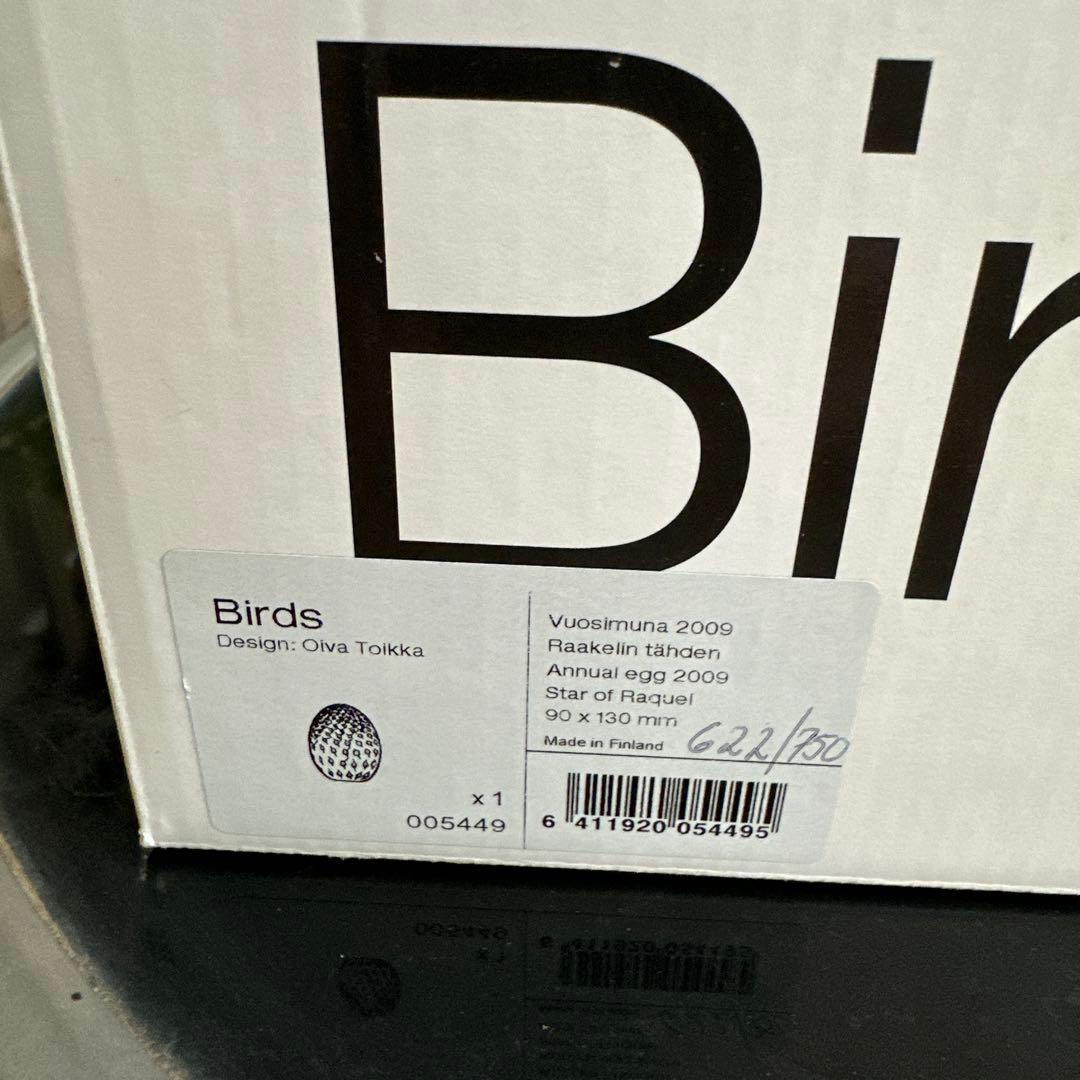 Bir
Birds
Design: Oiva Toikka
x 1
005449
Vuosimuna 2009
Raakelin tähden
Annual egg 2009
Star of Raquel
90 x 130 mm
Made in Finland 622/750
6 411920 054495